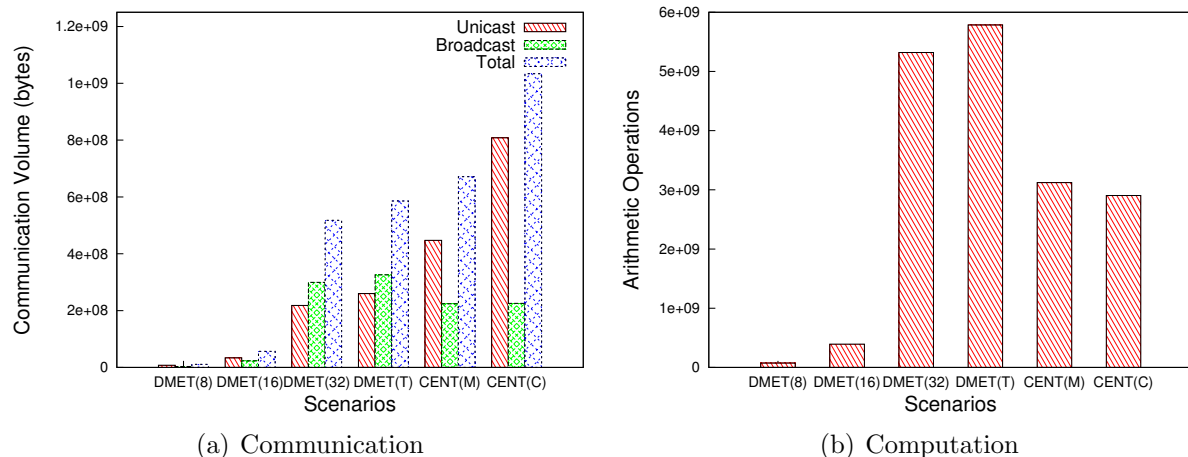 Communication Volume (bytes)
1.2e+09
1e+09
8e+08
6e+08
4e+08
2e+08
0
Unicast
Broadcast
Total
DMET(8) DMET(16) DMET(32) DMET(T) CENT(M) CENT(C)
Scenarios
(a) Communication
Arithmetic Operations
6e+09
5e+09
4e+09
3e+09
2e+09
1e+09
0
DMET(8) DMET(16) DMET(32) DMET(T) CENT(M) CENT(C)
Scenarios
(b) Computation